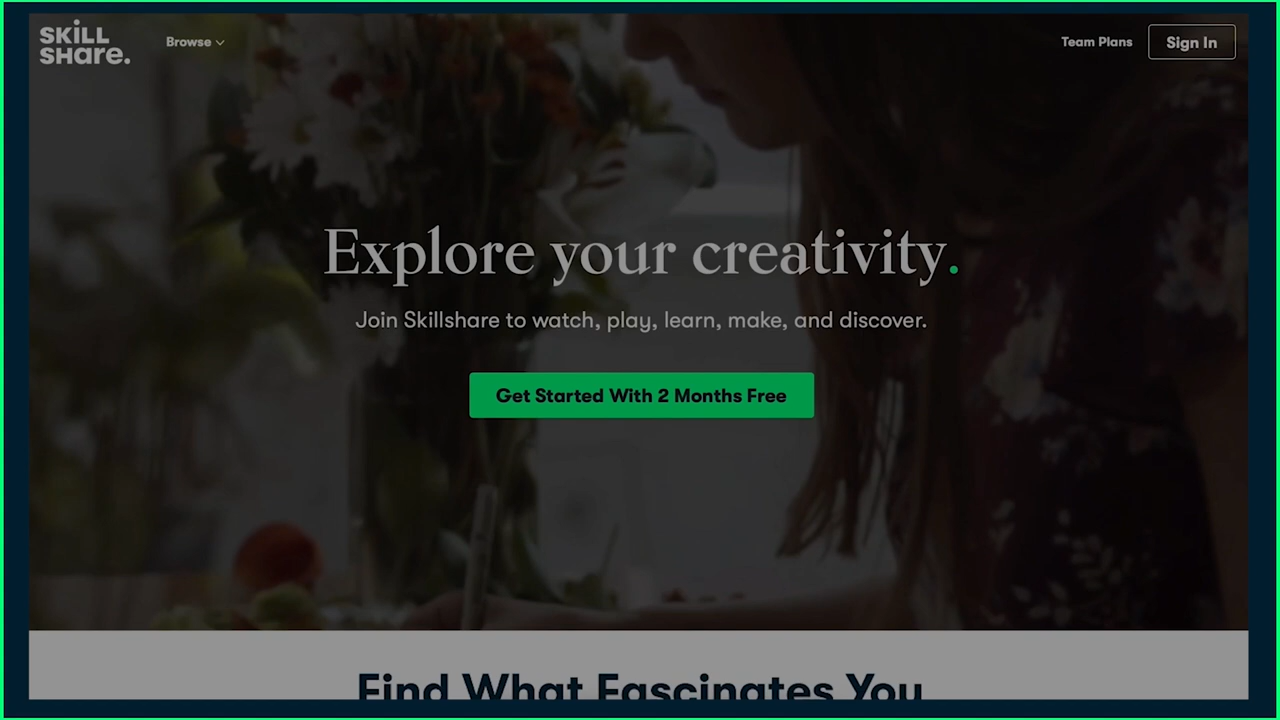 SKILL
SHare.
Browse
Team Plans
Sign In
Explore your creativity.
Join Skillshare to watch, play, learn, make, and discover.
Get Started With 2 Months Free
Find What Fascinates You